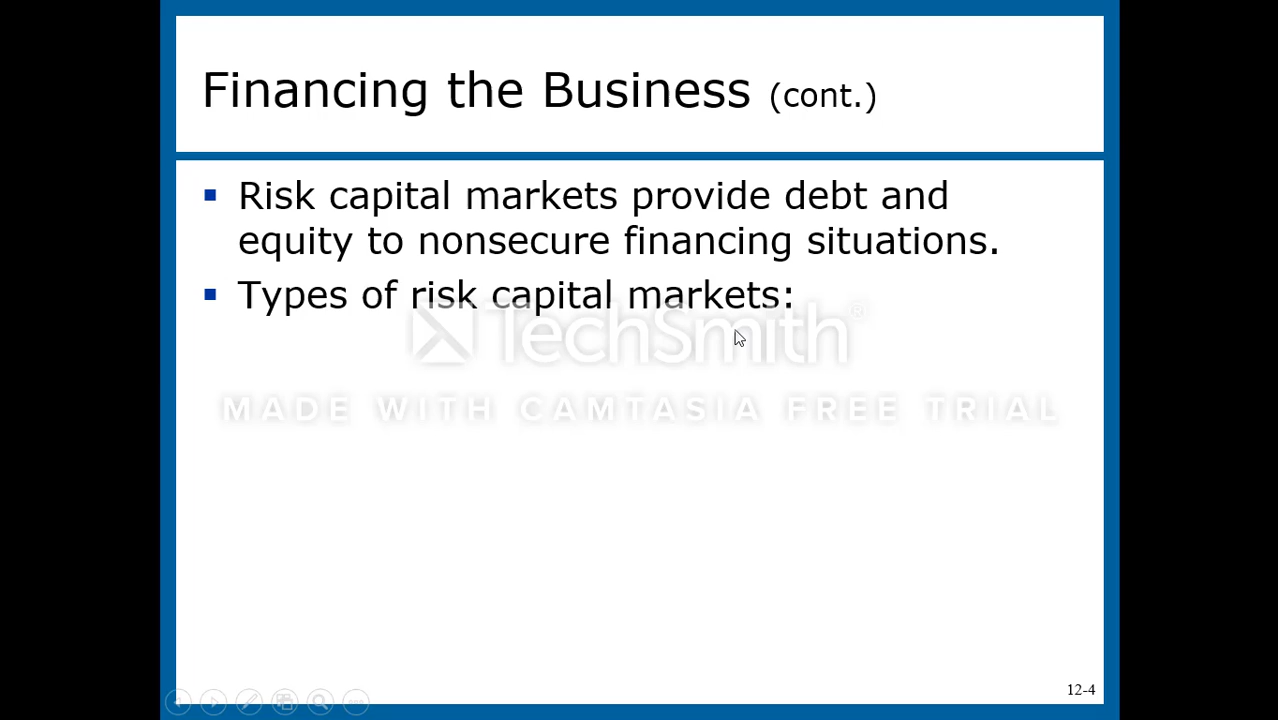 Financing the Business (cont.)
▪ Risk capital markets provide debt and
equity to nonsecure financing situations.
▪ Types of risk capital markets:
TechSmith®
MADE WITH CAMTASIA FREE TRIAL
12-4